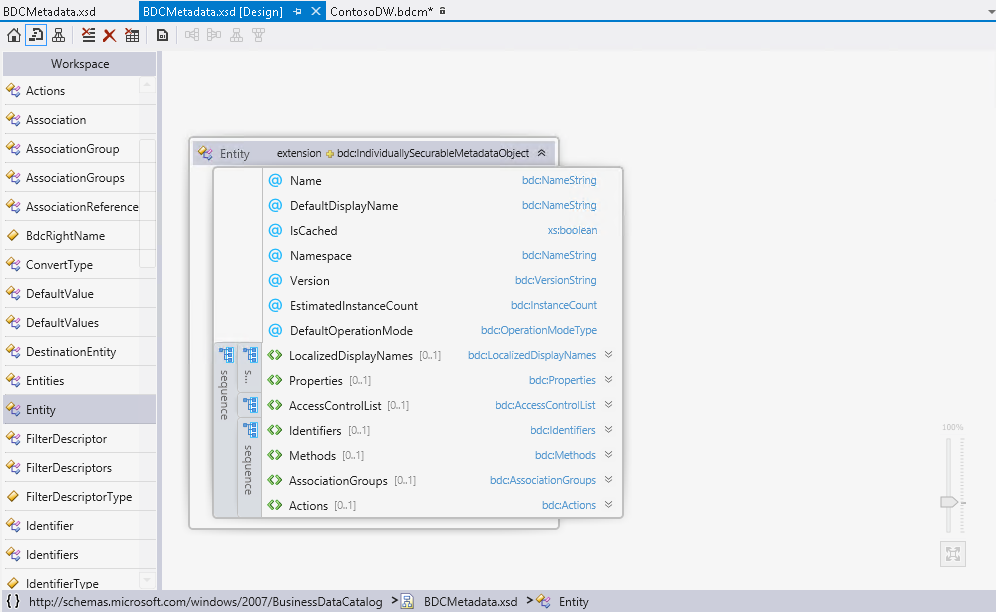 BDCMetadata.xsd BDCMetadata.xsd [Design] ContosoDW.bdcm*
Workspace
Actions
Association
AssociationGroup
AssociationGroups
AssociationReference
BdcRightName
ConvertType
DefaultValue
DefaultValues
DestinationEntity
Entities
Entity
FilterDescriptor
FilterDescriptors
FilterDescriptorType
Identifier
Identifiers
IdentifierType
Entity extension bdc:IndividuallySecurableMetadataObject
@ Name bdc:NameString
@ DefaultDisplayName bdc:NameString
@ IsCached xs:boolean
@ Namespace bdc:NameString
@ Version bdc:VersionString
@ EstimatedInstanceCount bdc:InstanceCount
@ DefaultOperationMode bdc:OperationModeType
LocalizedDisplayNames [0..1] bdc:LocalizedDisplayNames
Properties [0..1] bdc:Properties
AccessControlList [0..1] bdc:AccessControlList
Identifiers [0..1] bdc:Identifiers
Methods [0..1] bdc:Methods
AssociationGroups [0..1] bdc:AssociationGroups
Actions [0..1] bdc:Actions
sequence
s...
sequence
100%
{} http://schemas.microsoft.com/windows/2007/BusinessDataCatalog > BDCMetadata.xsd > Entity